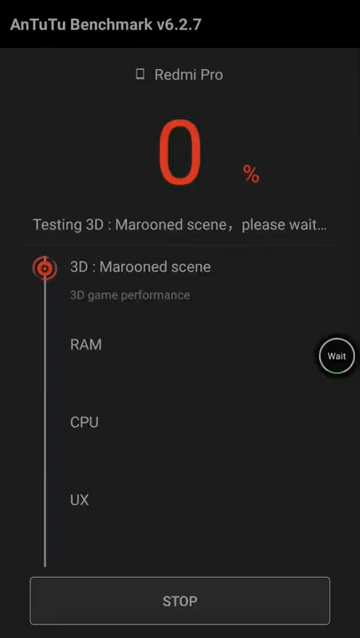 AnTuTu Benchmark v6.2.7
Redmi Pro
0 %
Testing 3D : Marooned scene，please wait...
3D : Marooned scene
3D game performance
RAM
Wait
CPU
UX
STOP